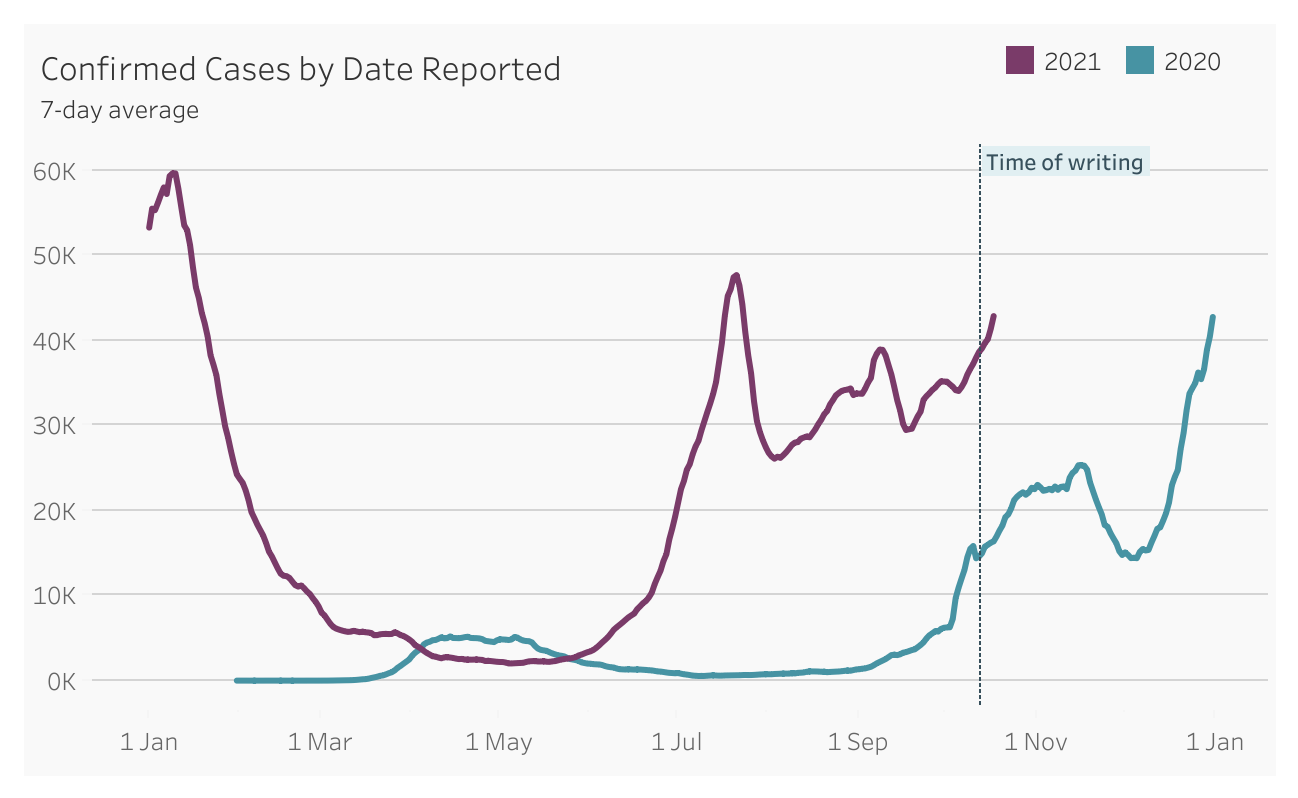 Confirmed Cases by Date Reported
7-day average
2021 2020
Time of writing
60K
50K
40K
30K
20K
10K
0K
1 Jan 1 Mar 1 May 1 Jul 1 Sep 1 Nov 1 Jan